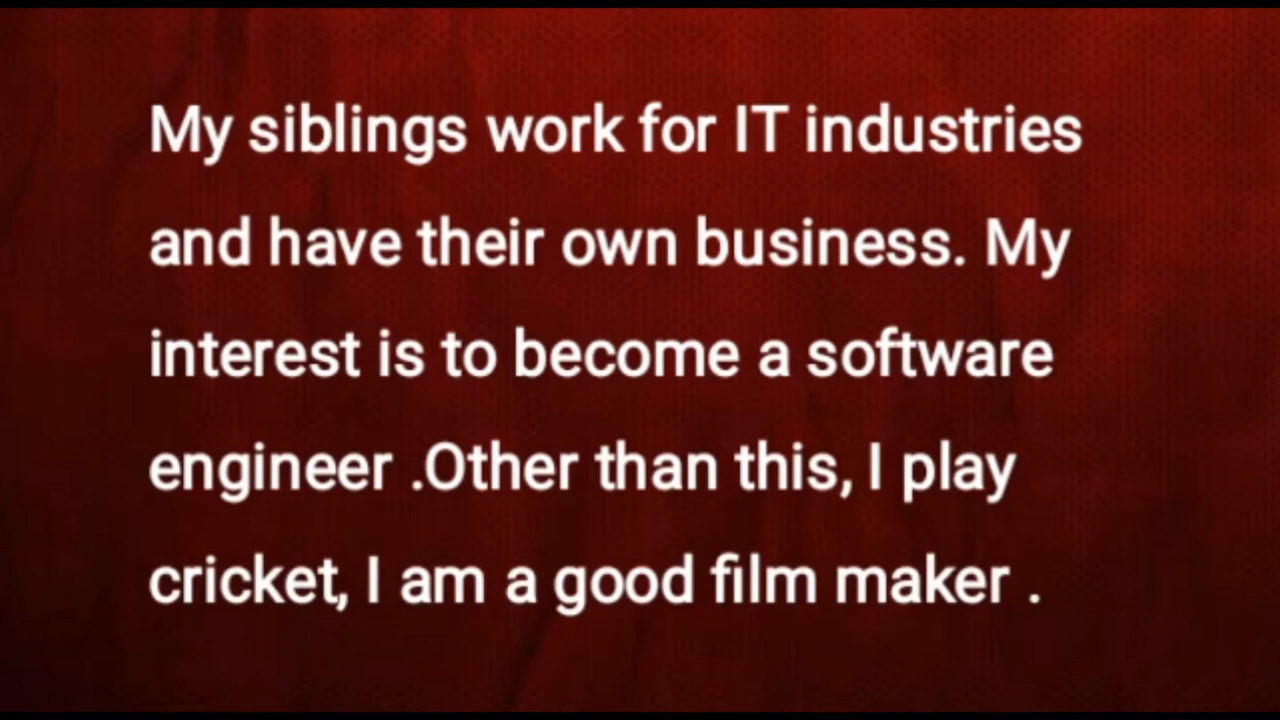 My siblings work for IT industries
and have their own business. My
interest is to become a software
engineer .Other than this, I play
cricket, I am a good film maker .